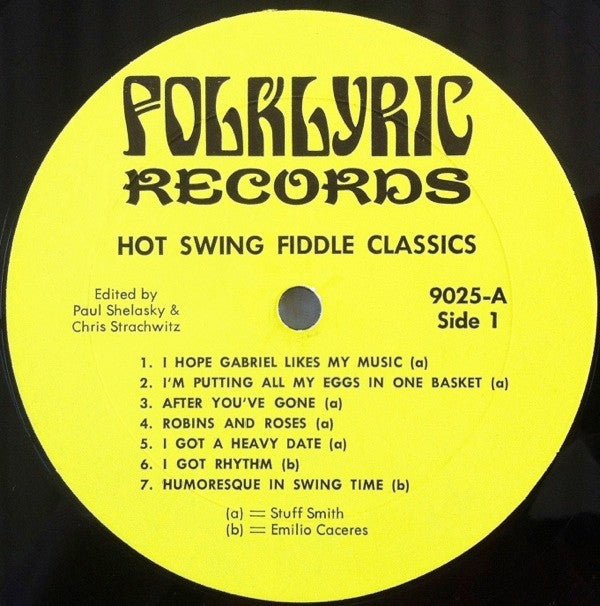 FOLKLYRIC
RECORDS
HOT SWING FIDDLE CLASSICS
Edited by
Paul Shelasky &
Chris Strachwitz
9025-A
Side 1
1. I HOPE GABRIEL LIKES MY MUSIC (a)
2. I'M PUTTING ALL MY EGGS IN ONE BASKET (a)
3. AFTER YOU'VE GONE (a)
4. ROBINS AND ROSES (a)
5. I GOT A HEAVY DATE (a)
6. I GOT RHYTHM (b)
7. HUMORESQUE IN SWING TIME (b)
(a) = Stuff Smith
(b) = Emilio Caceres